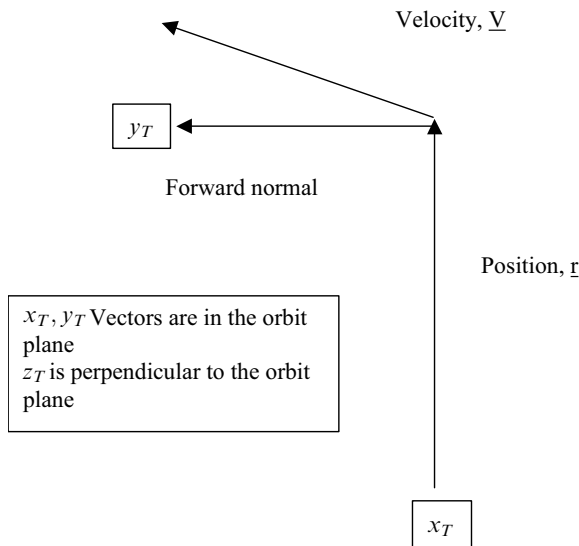 Velocity, V
y_T
Forward normal
Position, r
x_T, y_T Vectors are in the orbit
plane
z_T is perpendicular to the orbit
plane
x_T